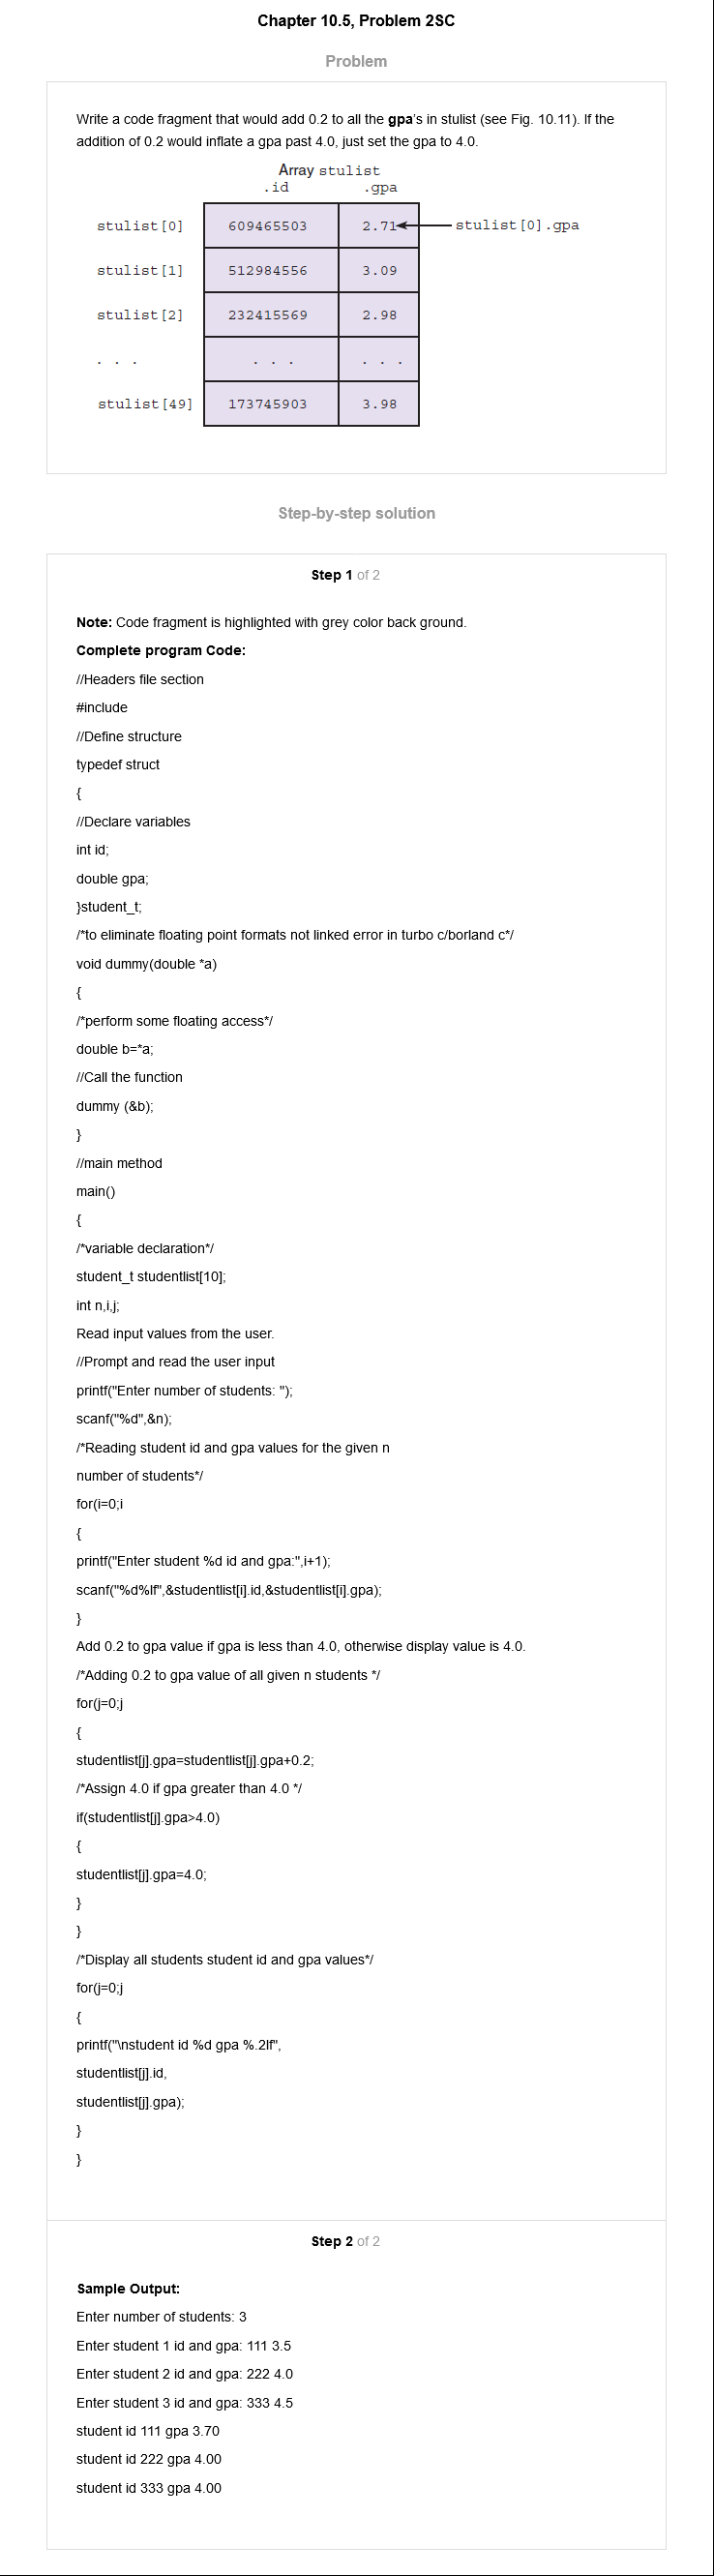 Chapter 10.5, Problem 2SC
Problem
Write a code fragment that would add 0.2 to all the gpa's in stulist (see Fig. 10.11). If the
addition of 0.2 would inflate a gpa past 4.0, just set the gpa to 4.0.
Array stulist
.id .gpa
stulist[0] 609465503 2.71 stulist[0].gpa
stulist[1] 512984556 3.09
stulist[2] 232415569 2.98
. . . . . . . . .
stulist[49] 173745903 3.98
Step-by-step solution
Step 1 of 2
Note: Code fragment is highlighted with grey color back ground.
Complete program Code:
//Headers file section
#include
//Define structure
typedef struct
{
//Declare variables
int id;
double gpa;
}student_t;
/*to eliminate floating point formats not linked error in turbo c/borland c*/
void dummy(double *a)
{
/*perform some floating access*/
double b=*a;
//Call the function
dummy (&b);
}
//main method
main()
{
/*variable declaration*/
student_t studentlist[10];
int n,i,j;
Read input values from the user.
//Prompt and read the user input
printf("Enter number of students: ");
scanf("%d",&n);
/*Reading student id and gpa values for the given n
number of students*/
for(i=0;i
{
printf("Enter student %d id and gpa:",i+1);
scanf("%d%lf",&studentlist[i].id,&studentlist[i].gpa);
}
Add 0.2 to gpa value if gpa is less than 4.0, otherwise display value is 4.0.
/*Adding 0.2 to gpa value of all given n students */
for(j=0;j
{
studentlist[j].gpa=studentlist[j].gpa+0.2;
/*Assign 4.0 if gpa greater than 4.0 */
if(studentlist[j].gpa>4.0)
{
studentlist[j].gpa=4.0;
}
}
/*Display all students student id and gpa values*/
for(j=0;j
{
printf("\nstudent id %d gpa %.2lf",
studentlist[j].id,
studentlist[j].gpa);
}
}
Step 2 of 2
Sample Output:
Enter number of students: 3
Enter student 1 id and gpa: 111 3.5
Enter student 2 id and gpa: 222 4.0
Enter student 3 id and gpa: 333 4.5
student id 111 gpa 3.70
student id 222 gpa 4.00
student id 333 gpa 4.00